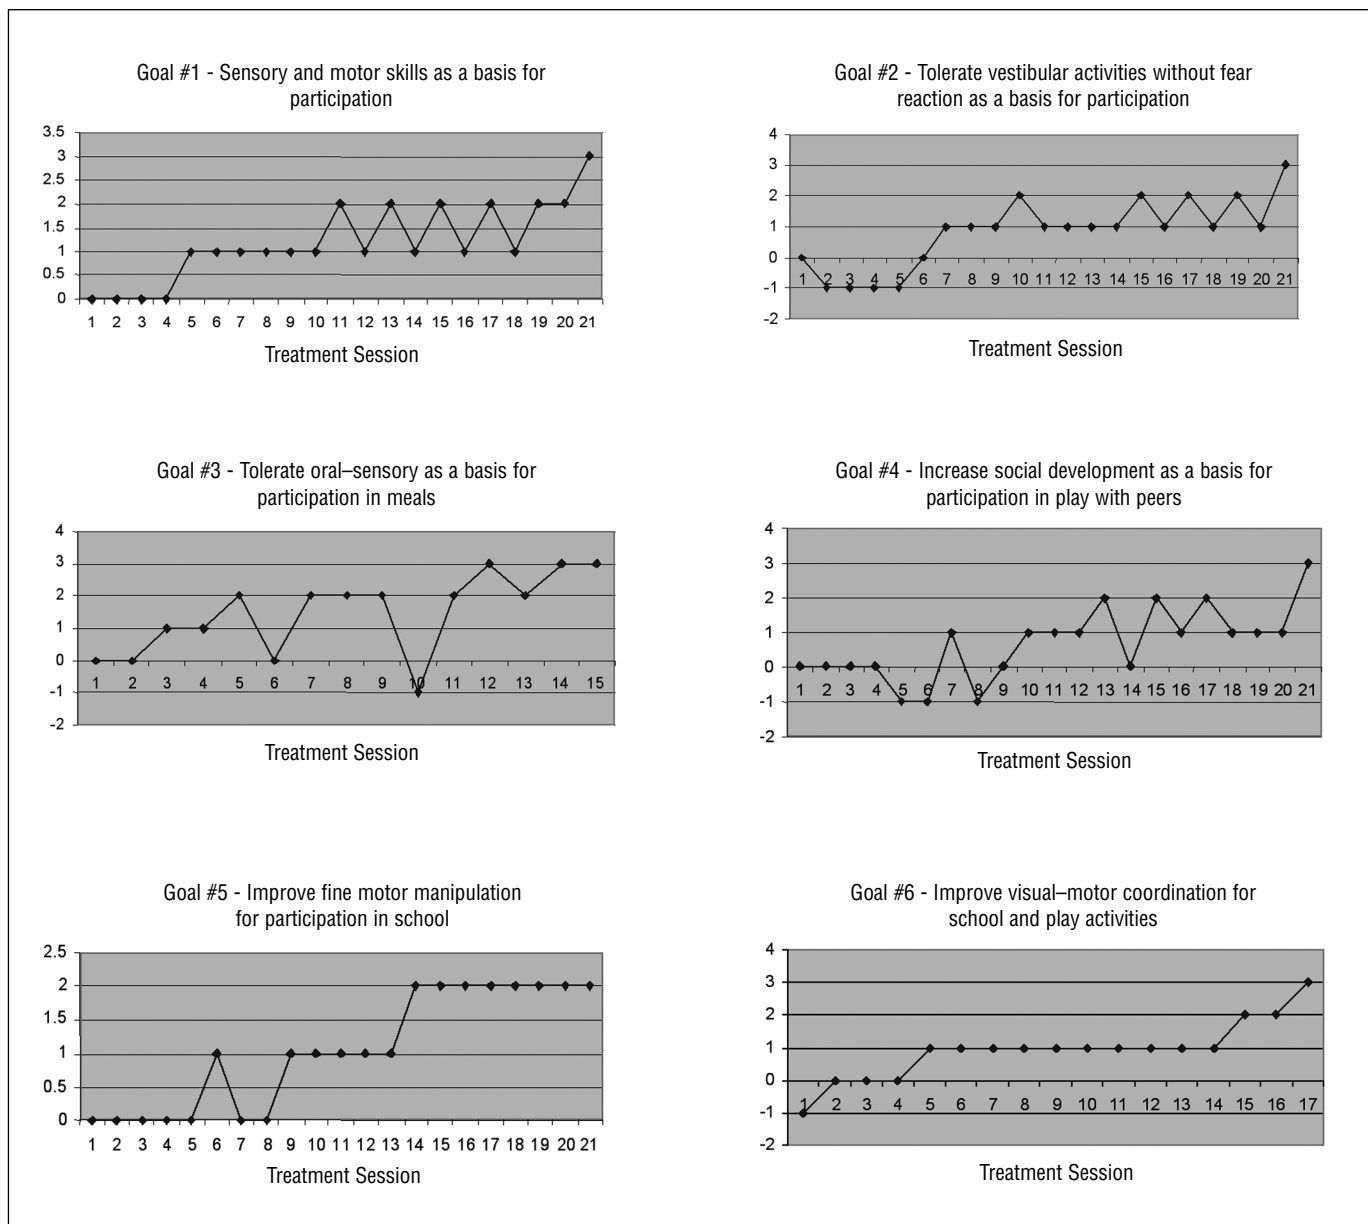 Goal #1 - Sensory and motor skills as a basis for
participation
3.5
3
2.5
2
1.5
1
0.5
0
1 2 3 4 5 6 7 8 9 10 11 12 13 14 15 16 17 18 19 20 21
Treatment Session
Goal #2 - Tolerate vestibular activities without fear
reaction as a basis for participation
4
3
2
1
0
-1
-2
1 2 3 4 5 6 7 8 9 10 11 12 13 14 15 16 17 18 19 20 21
Treatment Session
Goal #3 - Tolerate oral–sensory as a basis for
participation in meals
4
3
2
1
0
-1
-2
1 2 3 4 5 6 7 8 9 10 11 12 13 14 15
Treatment Session
Goal #4 - Increase social development as a basis for
participation in play with peers
4
3
2
1
0
-1
-2
1 2 3 4 5 6 7 8 9 10 11 12 13 14 15 16 17 18 19 20 21
Treatment Session
Goal #5 - Improve fine motor manipulation
for participation in school
2.5
2
1.5
1
0.5
0
1 2 3 4 5 6 7 8 9 10 11 12 13 14 15 16 17 18 19 20 21
Treatment Session
Goal #6 - Improve visual–motor coordination for
school and play activities
4
3
2
1
0
-1
-2
1 2 3 4 5 6 7 8 9 10 11 12 13 14 15 16 17
Treatment Session